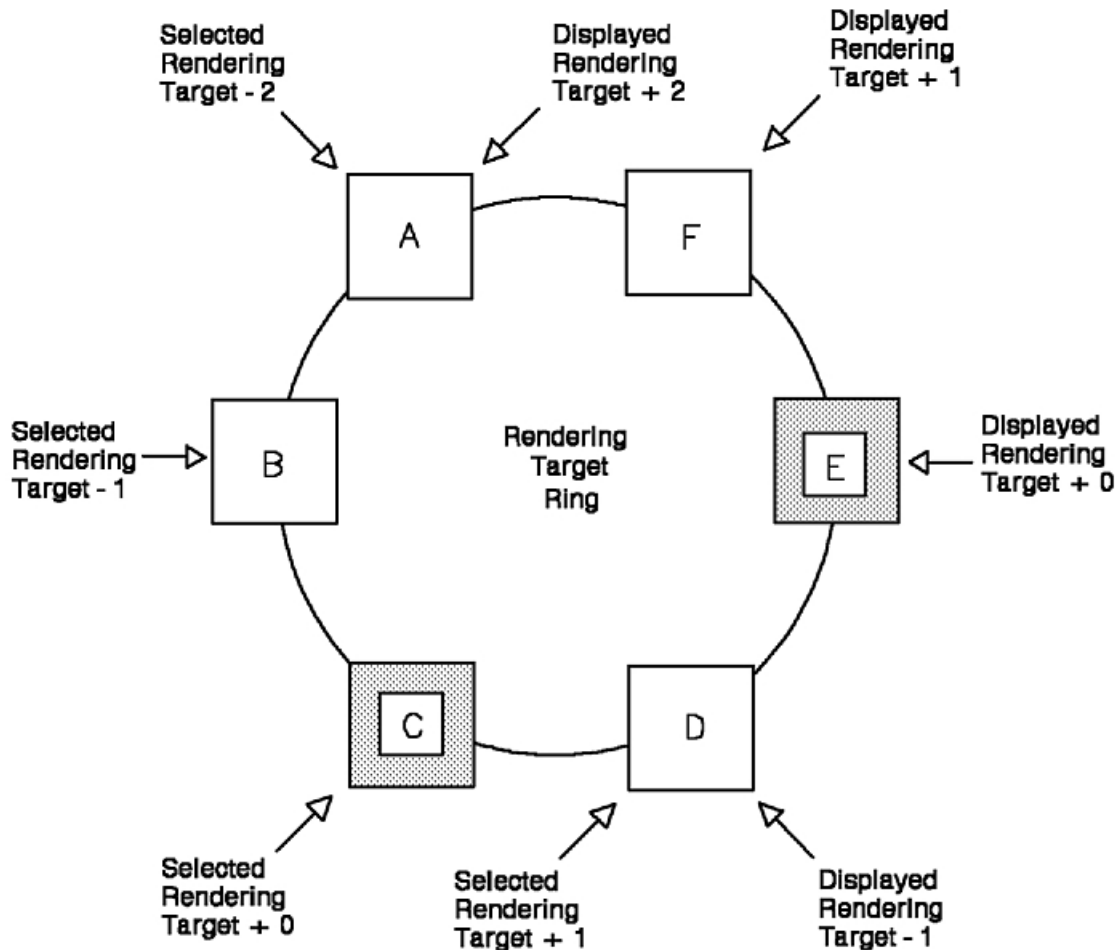 Selected
Rendering
Target - 2
Displayed
Rendering
Target + 2
Displayed
Rendering
Target + 1
A
F
Selected
Rendering
Target - 1
B
Rendering
Target
Ring
E
Displayed
Rendering
Target + 0
C
D
Selected
Rendering
Target + 0
Selected
Rendering
Target + 1
Displayed
Rendering
Target - 1